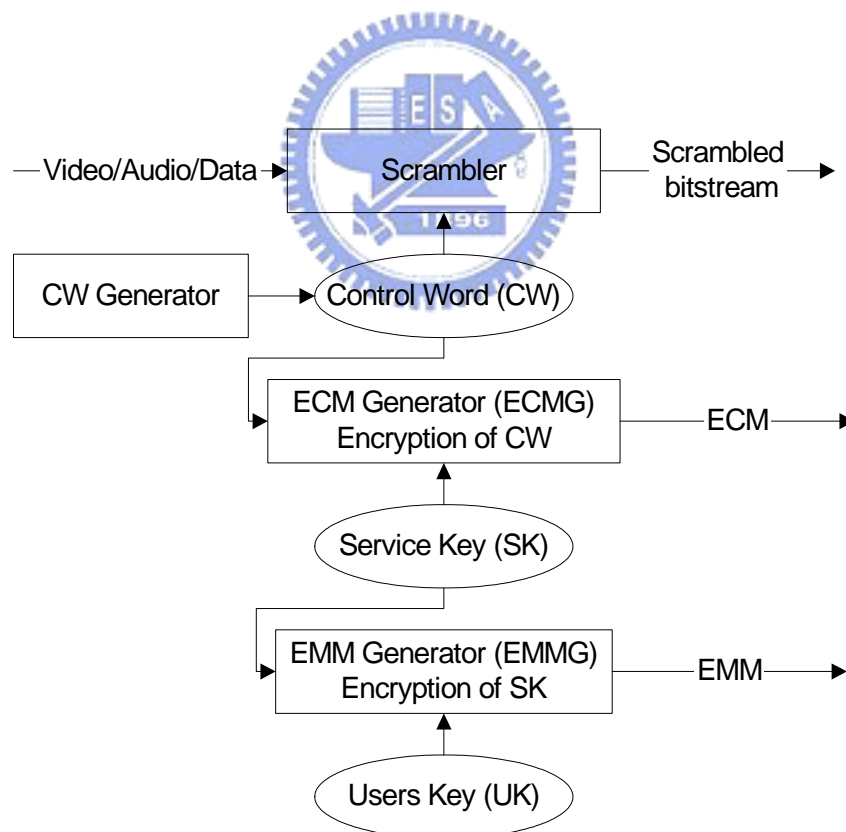 E S A
Video/Audio/Data
Scrambler
Scrambled
bitstream
1896
CW Generator
Control Word (CW)
ECM Generator (ECMG)
Encryption of CW
ECM
Service Key (SK)
EMM Generator (EMMG)
Encryption of SK
EMM
Users Key (UK)